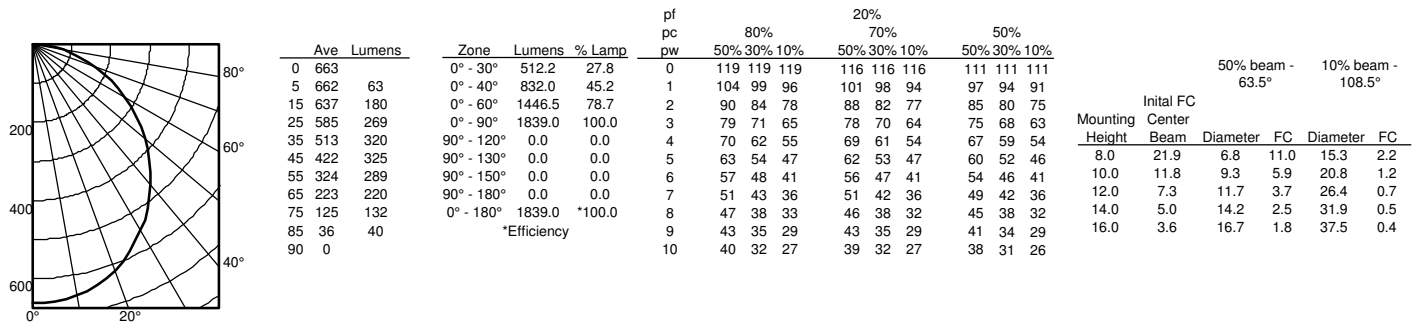 80°
60°
40°
20°
0°
200
400
600
Ave Lumens
0 663
5 662 63
15 637 180
25 585 269
35 513 320
45 422 325
55 324 289
65 223 220
75 125 132
85 36 40
90 0
Zone Lumens % Lamp
0° - 30° 512.2 27.8
0° - 40° 832.0 45.2
0° - 60° 1446.5 78.7
0° - 90° 1839.0 100.0
90° - 120° 0.0 0.0
90° - 130° 0.0 0.0
90° - 150° 0.0 0.0
90° - 180° 0.0 0.0
0° - 180° 1839.0 *100.0
*Efficiency
pf 20%
pc 80% 70% 50%
pw 50% 30% 10% 50% 30% 10% 50% 30% 10%
0 119 119 119 116 116 116 111 111 111
1 104 99 96 101 98 94 97 94 91
2 90 84 78 88 82 77 85 80 75
3 79 71 65 78 70 64 75 68 63
4 70 62 55 69 61 54 67 59 54
5 63 54 47 62 53 47 60 52 46
6 57 48 41 56 47 41 54 46 41
7 51 43 36 51 42 36 49 42 36
8 47 38 33 46 38 32 45 38 32
9 43 35 29 43 35 29 41 34 29
10 40 32 27 39 32 27 38 31 26
50% beam - 10% beam -
63.5° 108.5°
Inital FC
Mounting Center
Height Beam Diameter FC Diameter FC
8.0 21.9 6.8 11.0 15.3 2.2
10.0 11.8 9.3 5.9 20.8 1.2
12.0 7.3 11.7 3.7 26.4 0.7
14.0 5.0 14.2 2.5 31.9 0.5
16.0 3.6 16.7 1.8 37.5 0.4